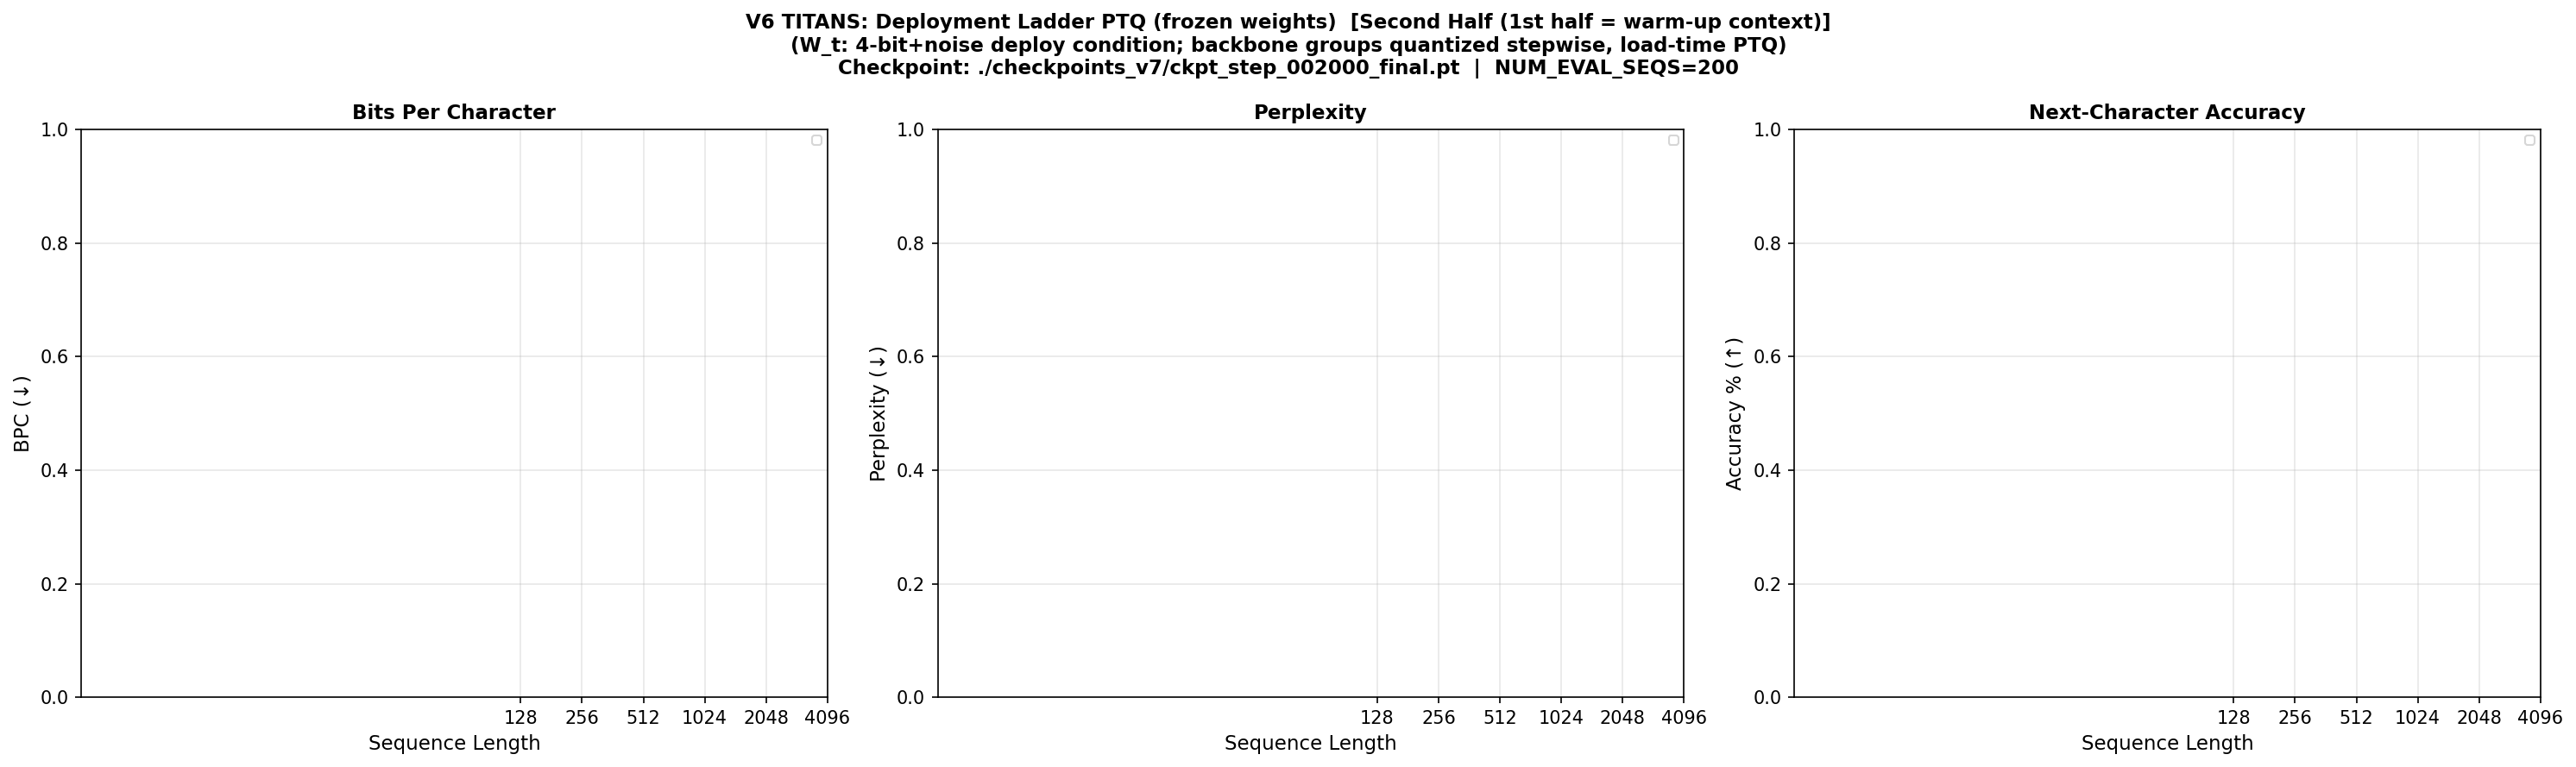 V6 TITANS: Deployment Ladder PTQ (frozen weights)  [Second Half (1st half = warm-up context)]
(W_t: 4-bit+noise deploy condition; backbone groups quantized stepwise, load-time PTQ)
Checkpoint: ./checkpoints_v7/ckpt_step_002000_final.pt  |  NUM_EVAL_SEQS=200
Bits Per Character
1.0
0.8
0.6
0.4
0.2
0.0
BPC (↓)
128 256 512 1024 2048 4096
Sequence Length
Perplexity
1.0
0.8
0.6
0.4
0.2
0.0
Perplexity (↓)
128 256 512 1024 2048 4096
Sequence Length
Next-Character Accuracy
1.0
0.8
0.6
0.4
0.2
0.0
Accuracy % (↑)
128 256 512 1024 2048 4096
Sequence Length